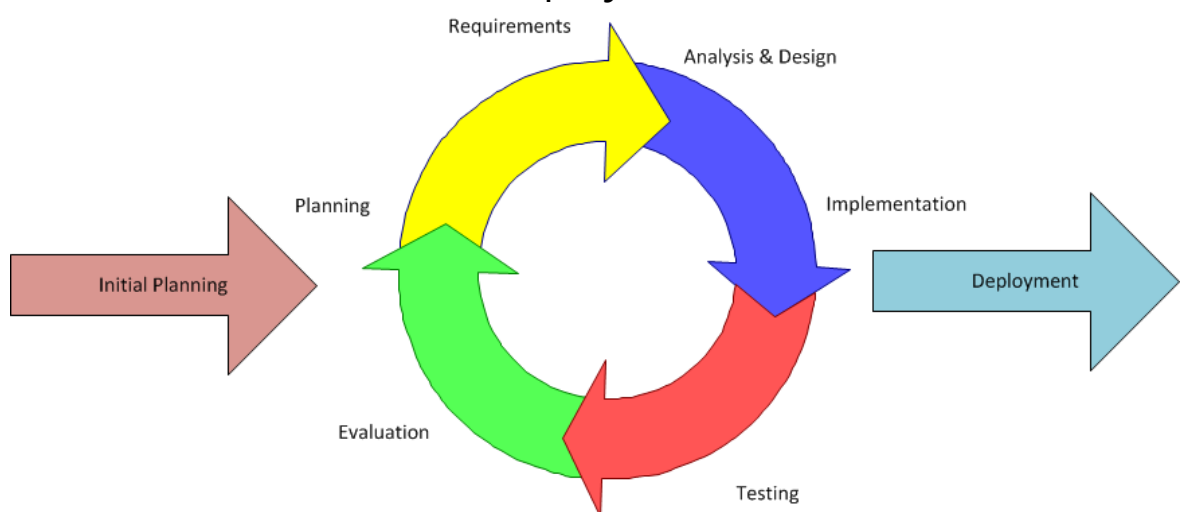 Requirements
Analysis & Design
Planning
Implementation
Initial Planning
Deployment
Evaluation
Testing